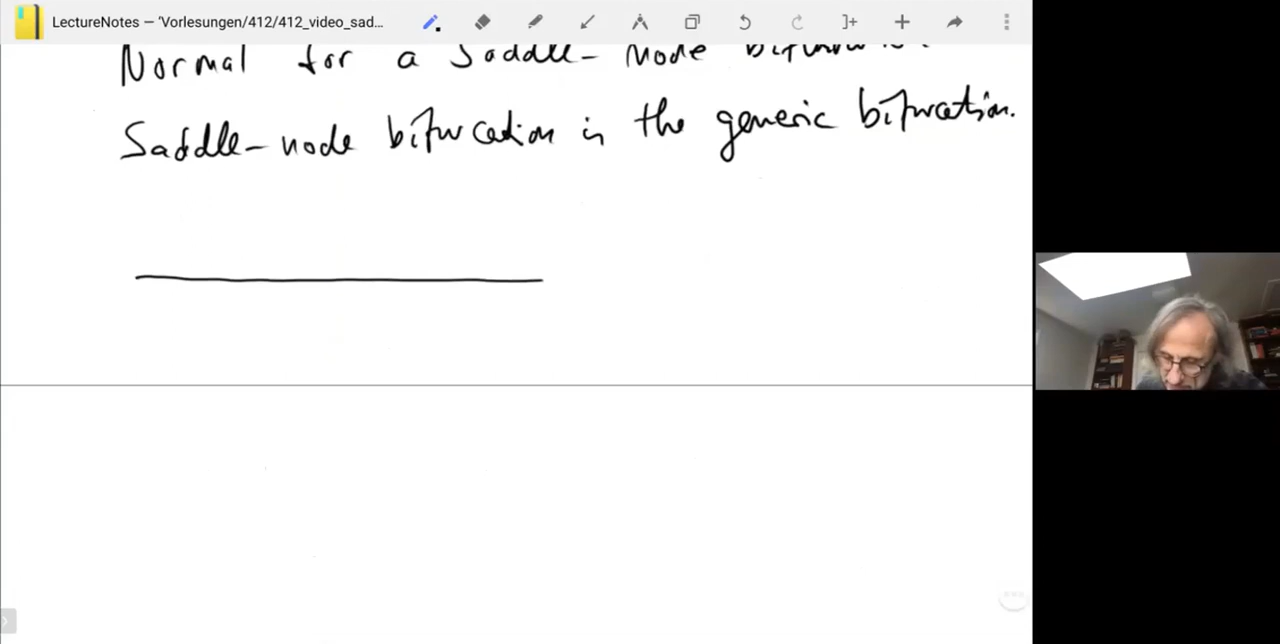 LectureNotes — 'Vorlesungen/412/412_video_sad...
Normal for a Saddle-Node
Saddle-node bifurcation is the generic bifurcation.